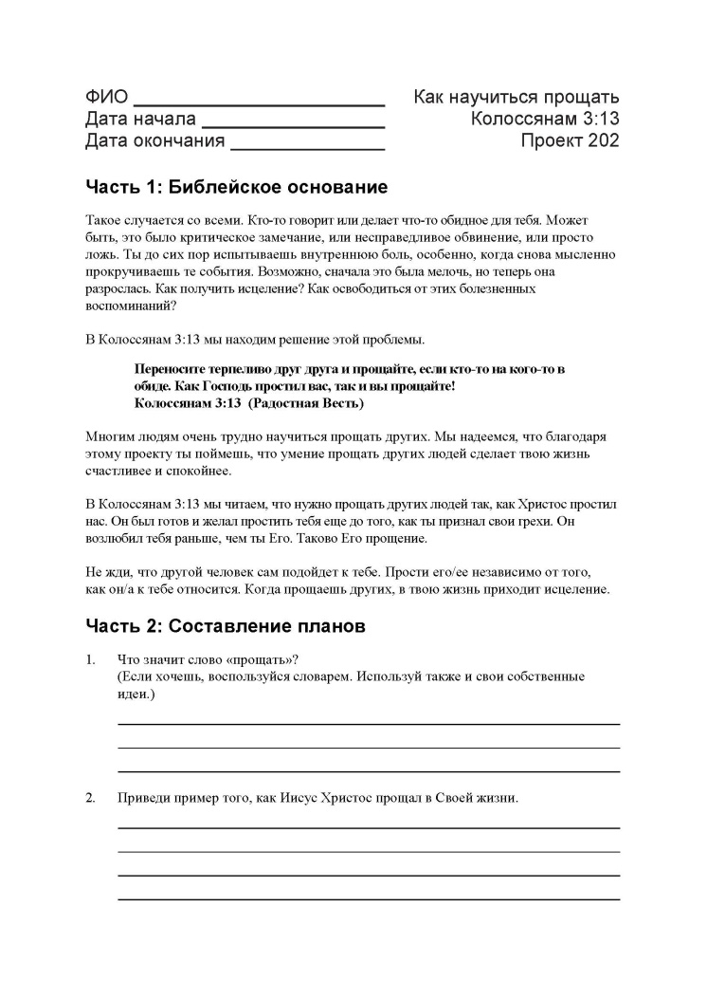 ФИО ________________________ Как научиться прощать
Дата начала _________________ Колоссянам 3:13
Дата окончания ______________ Проект 202
Часть 1: Библейское основание
Такое случается со всеми. Кто-то говорит или делает что-то обидное для тебя. Может
быть, это было критическое замечание, или несправедливое обвинение, или просто
ложь. Ты до сих пор испытываешь внутреннюю боль, особенно, когда снова мысленно
прокручиваешь те события. Возможно, сначала это была мелочь, но теперь она
разрослась. Как получить исцеление? Как освободиться от этих болезненных
воспоминаний?
В Колоссянам 3:13 мы находим решение этой проблемы.
Переносите терпеливо друг друга и прощайте, если кто-то на кого-то в
обиде. Как Господь простил вас, так и вы прощайте!
Колоссянам 3:13 (Радостная Весть)
Многим людям очень трудно научиться прощать других. Мы надеемся, что благодаря
этому проекту ты поймешь, что умение прощать других людей сделает твою жизнь
счастливее и спокойнее.
В Колоссянам 3:13 мы читаем, что нужно прощать других людей так, как Христос простил
нас. Он был готов и желал простить тебя еще до того, как ты признал свои грехи. Он
возлюбил тебя раньше, чем ты Его. Таково Его прощение.
Не жди, что другой человек сам подойдет к тебе. Прости его/ее независимо от того,
как он/а к тебе относится. Когда прощаешь других, в твою жизнь приходит исцеление.
Часть 2: Составление планов
1. Что значит слово «прощать»?
(Если хочешь, воспользуйся словарем. Используй также и свои собственные
идеи.)
2. Приведи пример того, как Иисус Христос прощал в Своей жизни.